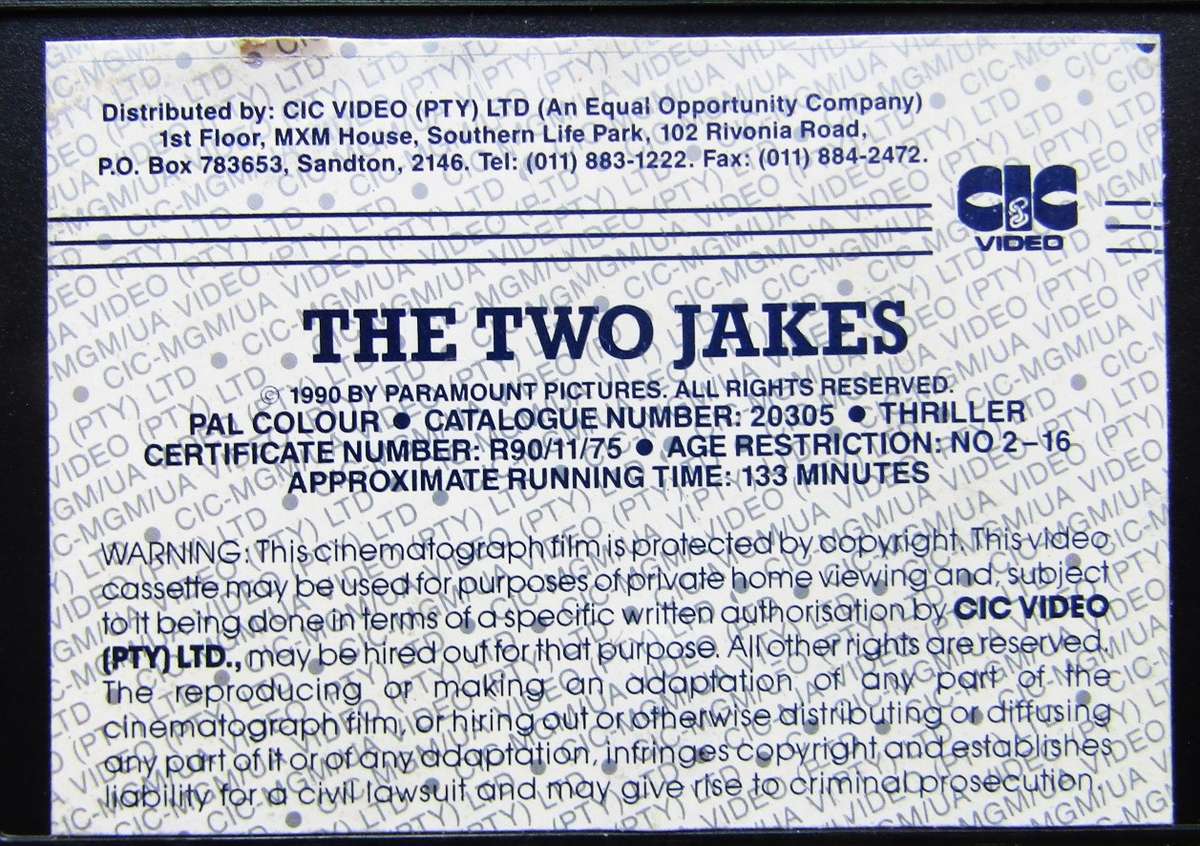 Distributed by: CIC VIDEO (PTY) LTD (An Equal Opportunity Company)
1st Floor, MXM House, Southern Life Park, 102 Rivonia Road,
P.O. Box 783653, Sandton, 2146. Tel: (011) 883-1222. Fax: (011) 884-2472.
CIC
VIDEO
THE TWO JAKES
© 1990 BY PARAMOUNT PICTURES. ALL RIGHTS RESERVED.
PAL COLOUR ● CATALOGUE NUMBER: 20305 ● THRILLER
CERTIFICATE NUMBER: R90/11/75 ● AGE RESTRICTION: NO 2–16
APPROXIMATE RUNNING TIME: 133 MINUTES
WARNING: This cinematograph film is protected by copyright. This video
cassette may be used for purposes of private home viewing and, subject
to it being done in terms of a specific written authorisation by CIC VIDEO
(PTY) LTD., may be hired out for that purpose. All other rights are reserved.
The reproducing or making an adaptation of any part of the
cinematograph film, or hiring out or otherwise distributing or diffusing
any part of it or of any adaptation, infringes copyright and establishes
liability for a civil lawsuit and may give rise to criminal prosecution.